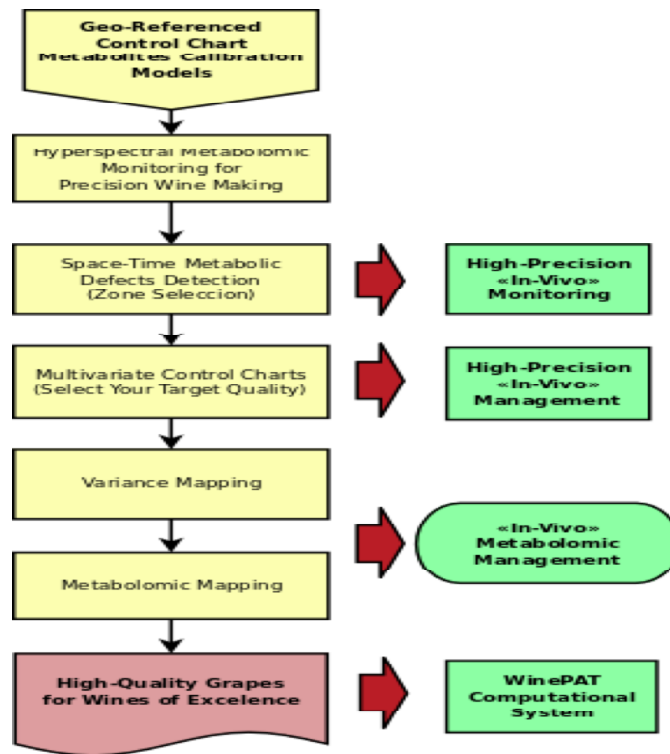 Geo-Referenced
Control Chart
Metabolites Calibration
Models
Hyperspectral Metabolomic
Monitoring for
Precision Wine Making
Space-Time Metabolic
Defects Detection
(Zone Seleccion)
High-Precision
«In-Vivo»
Monitoring
Multivariate Control Charts
(Select Your Target Quality)
High-Precision
«In-Vivo»
Management
Variance Mapping
«In-Vivo»
Metabolomic
Management
Metabolomic Mapping
High-Quality Grapes
for Wines of Excelence
WinePAT
Computational
System